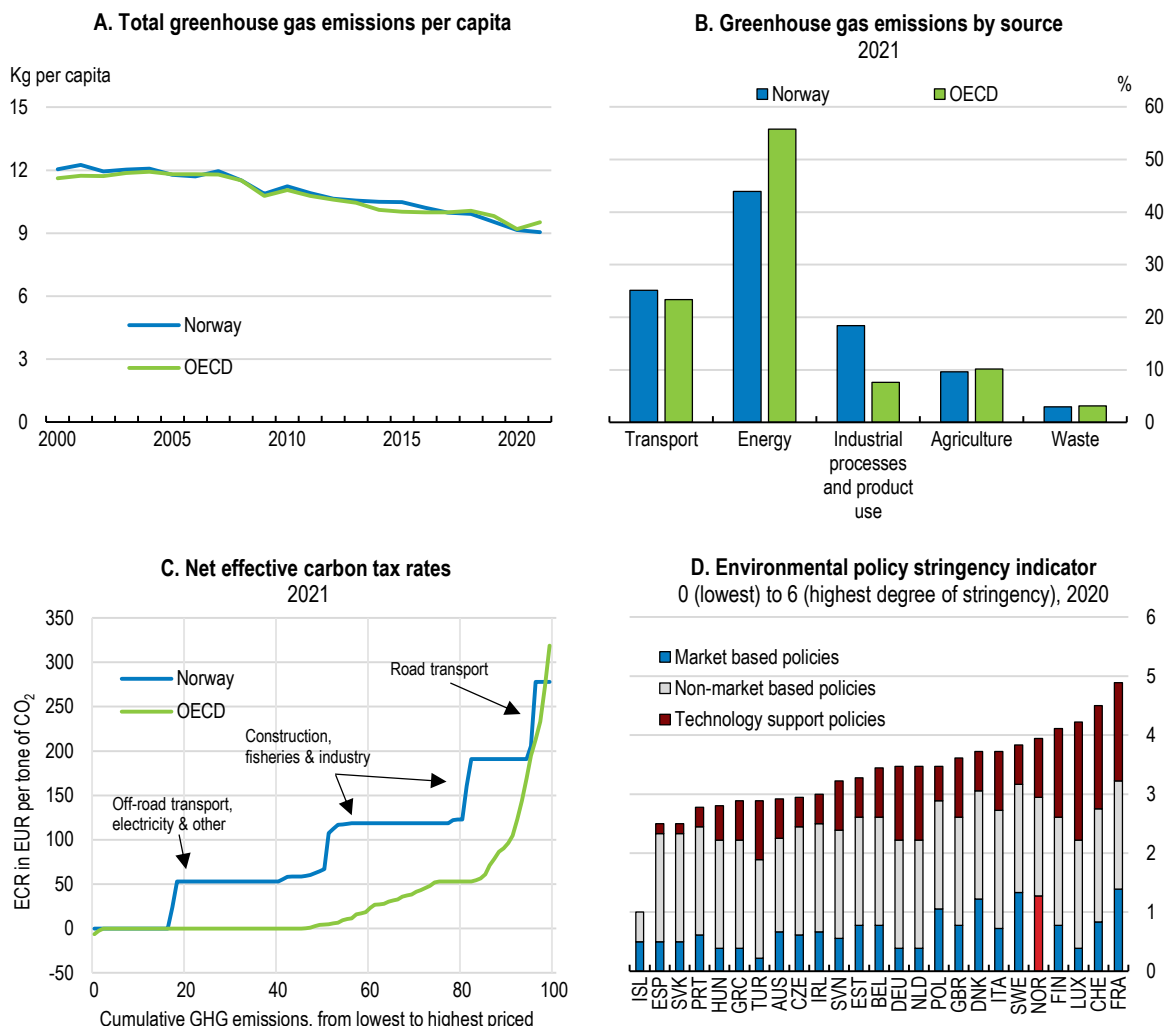 A. Total greenhouse gas emissions per capita
Kg per capita
15
12
9
6
3
0
Norway
OECD
2000 2005 2010 2015 2020
B. Greenhouse gas emissions by source
2021
Norway OECD
%
60
50
40
30
20
10
0
Transport Energy Industrial processes and product use Agriculture Waste
C. Net effective carbon tax rates
2021
ECR in EUR per tone of CO2
350
300
250
200
150
100
50
0
-50
Norway
OECD
Road transport
Construction,
fisheries & industry
Off-road transport,
electricity & other
0 20 40 60 80 100
Cumulative GHG emissions, from lowest to highest priced
D. Environmental policy stringency indicator
0 (lowest) to 6 (highest degree of stringency), 2020
Market based policies
Non-market based policies
Technology support policies
6
5
4
3
2
1
0
ISL ESP SVK PRT HUN GRC TUR AUS CZE IRL SVN EST BEL DEU NLD POL GBR DNK ITA SWE NOR FIN LUX CHE FRA